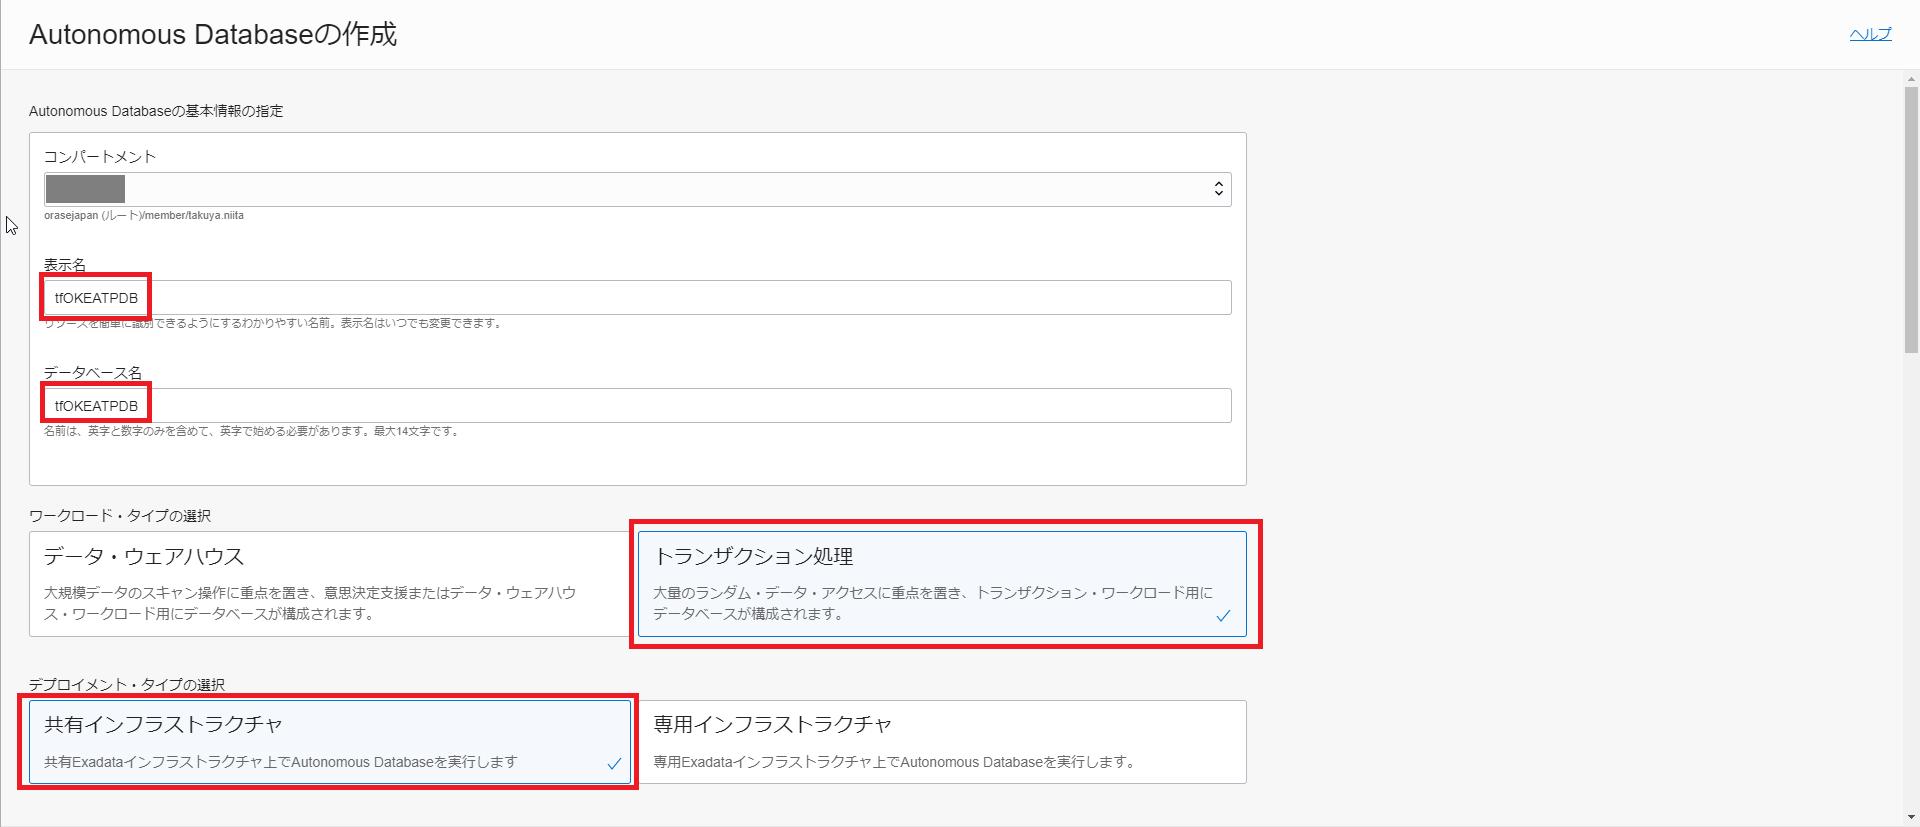 Autonomous Databaseの作成
ヘルプ
Autonomous Databaseの基本情報の指定
コンパートメント
orasejapan (ルート)/member/takuya.niita
表示名
tfOKEATPDB
リソースを簡単に識別できるようにするわかりやすい名前。表示名はいつでも変更できます。
データベース名
tfOKEATPDB
名前は、英字と数字のみを含めて、英字で始める必要があります。最大14文字です。
ワークロード・タイプの選択
データ・ウェアハウス
大規模データのスキャン操作に重点を置き、意思決定支援またはデータ・ウェアハウ
ス・ワークロード用にデータベースが構成されます。
トランザクション処理
大量のランダム・データ・アクセスに重点を置き、トランザクション・ワークロード用に
データベースが構成されます。
デプロイメント・タイプの選択
共有インフラストラクチャ
共有Exadataインフラストラクチャ上でAutonomous Databaseを実行します
専用インフラストラクチャ
専用Exadataインフラストラクチャ上でAutonomous Databaseを実行します。